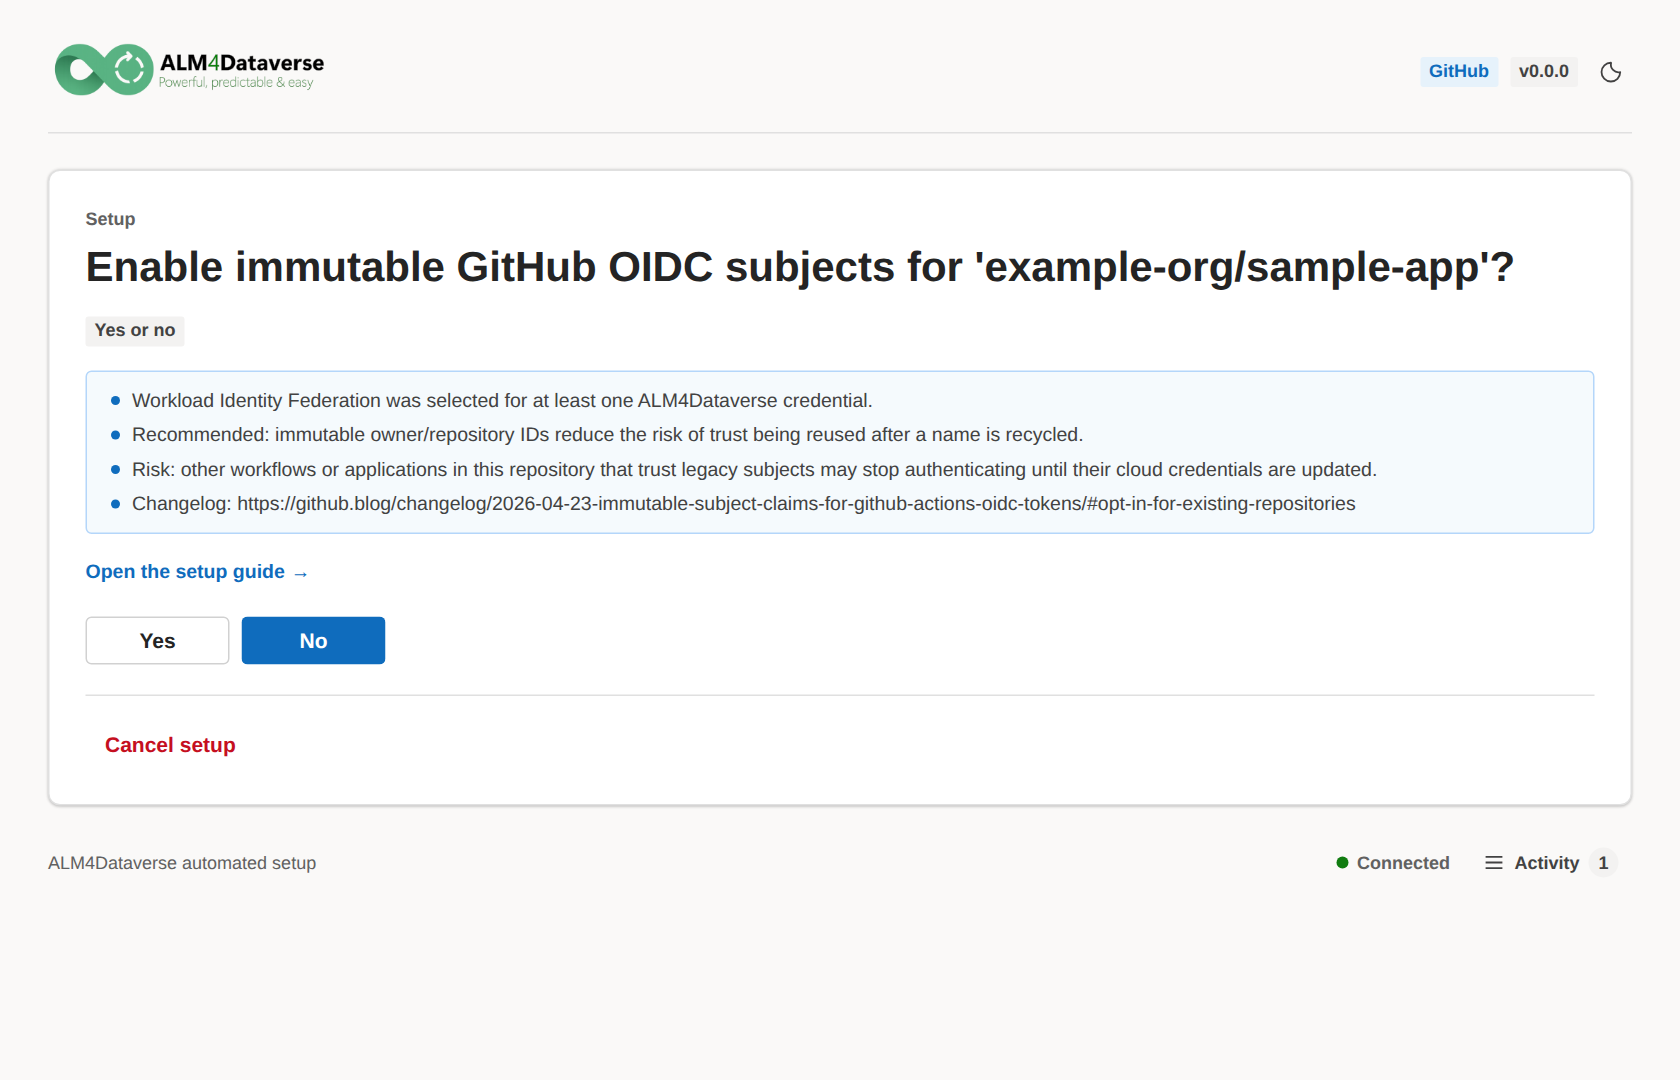 ALM4Dataverse
Powerful, predictable & easy
GitHub
v0.0.0
Setup
Enable immutable GitHub OIDC subjects for 'example-org/sample-app'?
Yes or no
Workload Identity Federation was selected for at least one ALM4Dataverse credential.
Recommended: immutable owner/repository IDs reduce the risk of trust being reused after a name is recycled.
Risk: other workflows or applications in this repository that trust legacy subjects may stop authenticating until their cloud credentials are updated.
Changelog: https://github.blog/changelog/2026-04-23-immutable-subject-claims-for-github-actions-oidc-tokens/#opt-in-for-existing-repositories
Open the setup guide →
Yes
No
Cancel setup
ALM4Dataverse automated setup
Connected
Activity 1